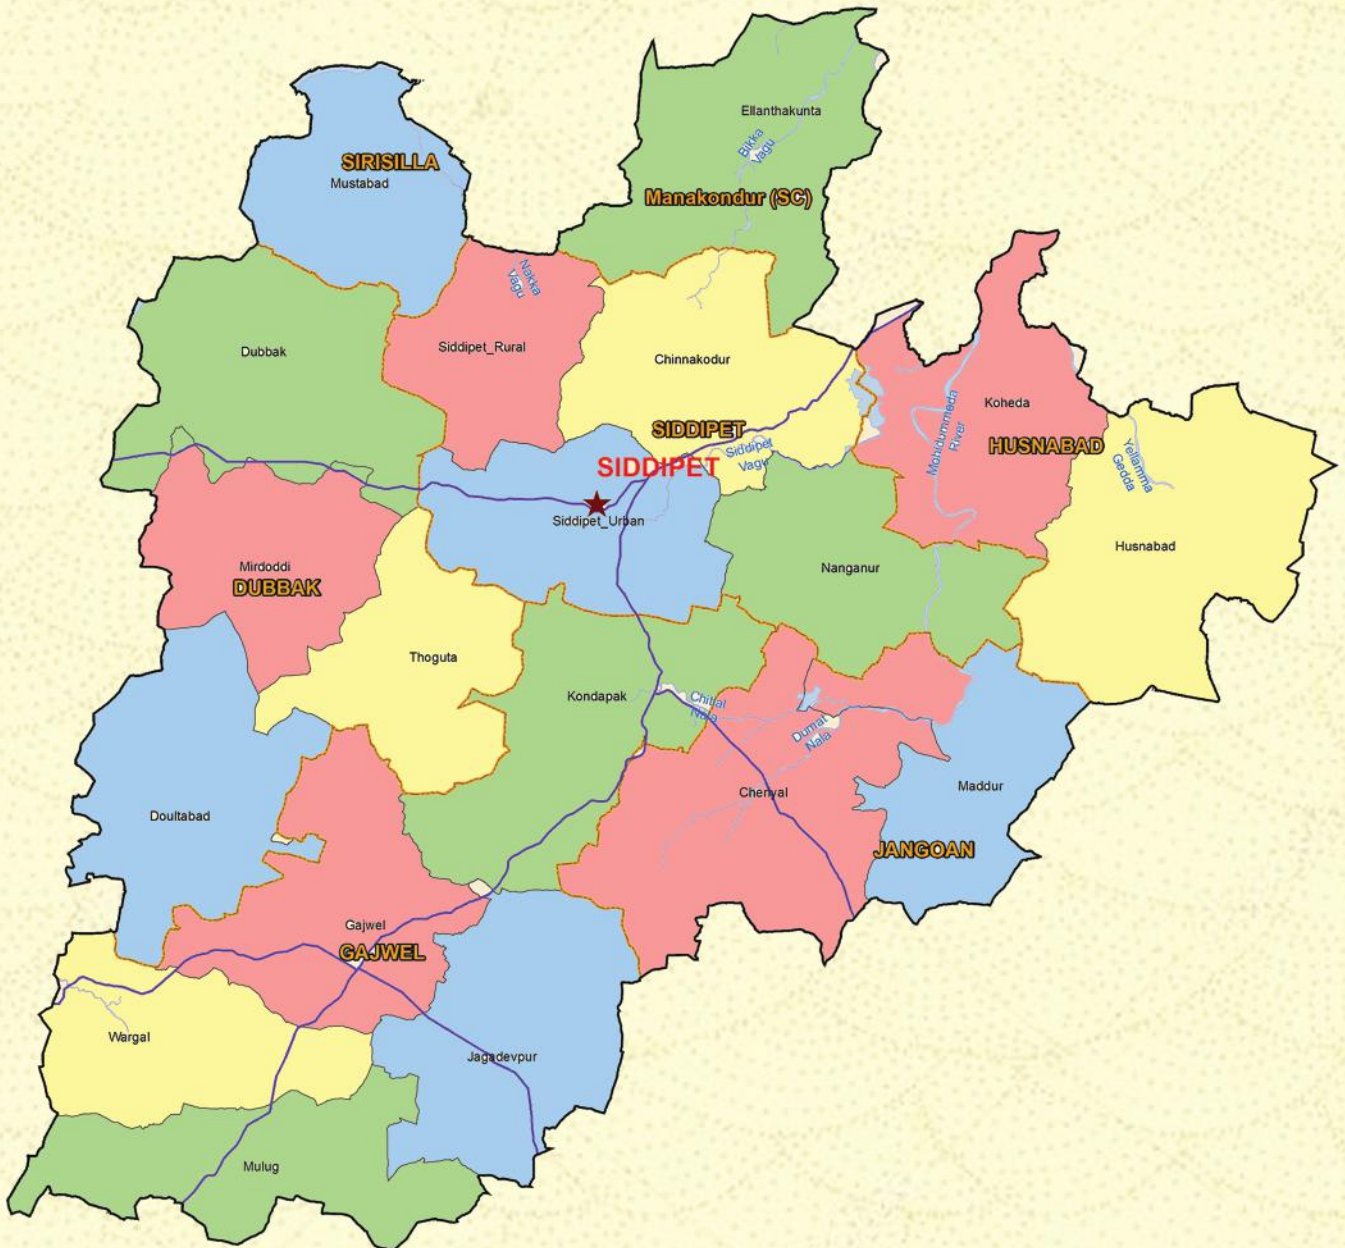 Ellanthakunta
Bikka
Vagu
SIRISILLA
Mustabad
Manakondur (SC)
Nakka
Vagu
Dubbak
Siddipet_Rural
Chinnakodur
Koheda
Mohidummeda
River
SIDDIPET
HUSNABAD
Siddipet
Vagu
Yellamma
Gedda
SIDDIPET
Siddipet_Urban
Husnabad
Mirdoddi
DUBBAK
Nanganur
Thoguta
Kondapak
Chittal
Nala
Dumat
Nala
Cheriyal
Maddur
Doultabad
JANGOAN
Gajwel
GAJWEL
Wargal
Jagadevpur
Mulug